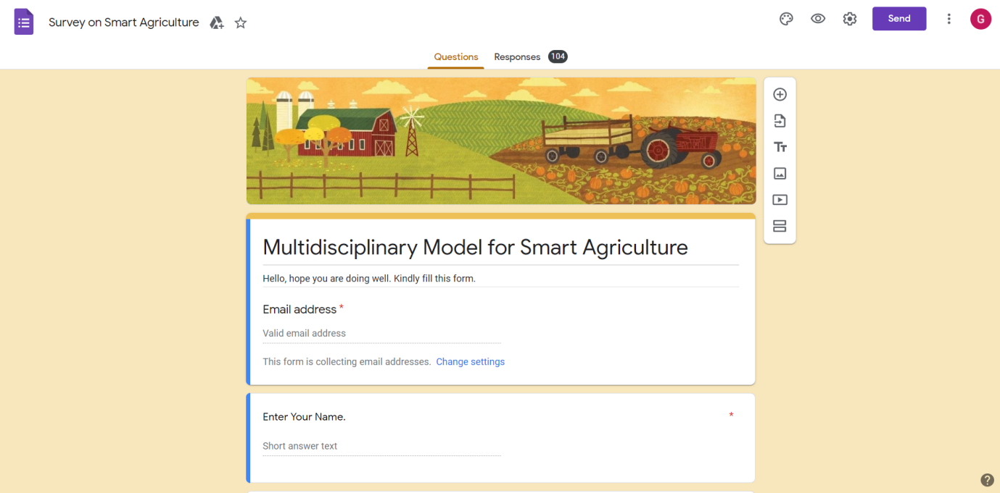 Survey on Smart Agriculture
Send
G
Questions
Responses 104
Tт
Multidisciplinary Model for Smart Agriculture
Hello, hope you are doing well. Kindly fill this form.
Email address *
Valid email address
This form is collecting email addresses. Change settings
Enter Your Name. *
Short answer text
?